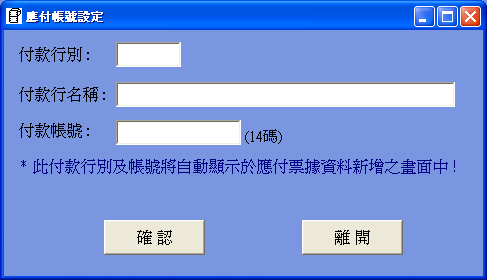 應付帳號設定
付款行別：
付款行名稱：
付款帳號： (14碼)
* 此付款行別及帳號將自動顯示於應付票據資料新增之畫面中！
確 認 離 開